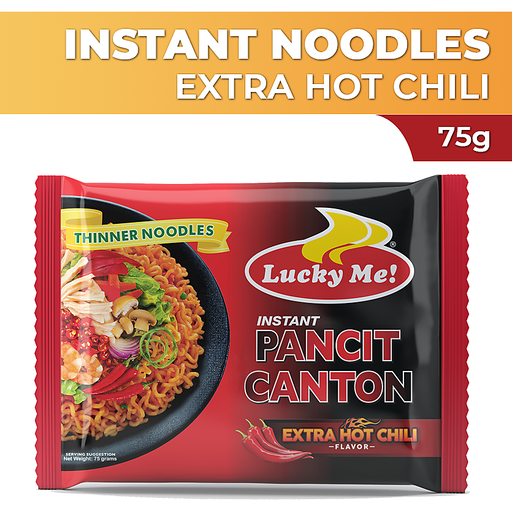 INSTANT NOODLES
EXTRA HOT CHILI
75g
THINNER NOODLES
Lucky Me!
®
INSTANT
PANCIT
CANTON
EXTRA HOT CHILI
–FLAVOR–
SERVING SUGGESTION
Net Weight: 75 grams